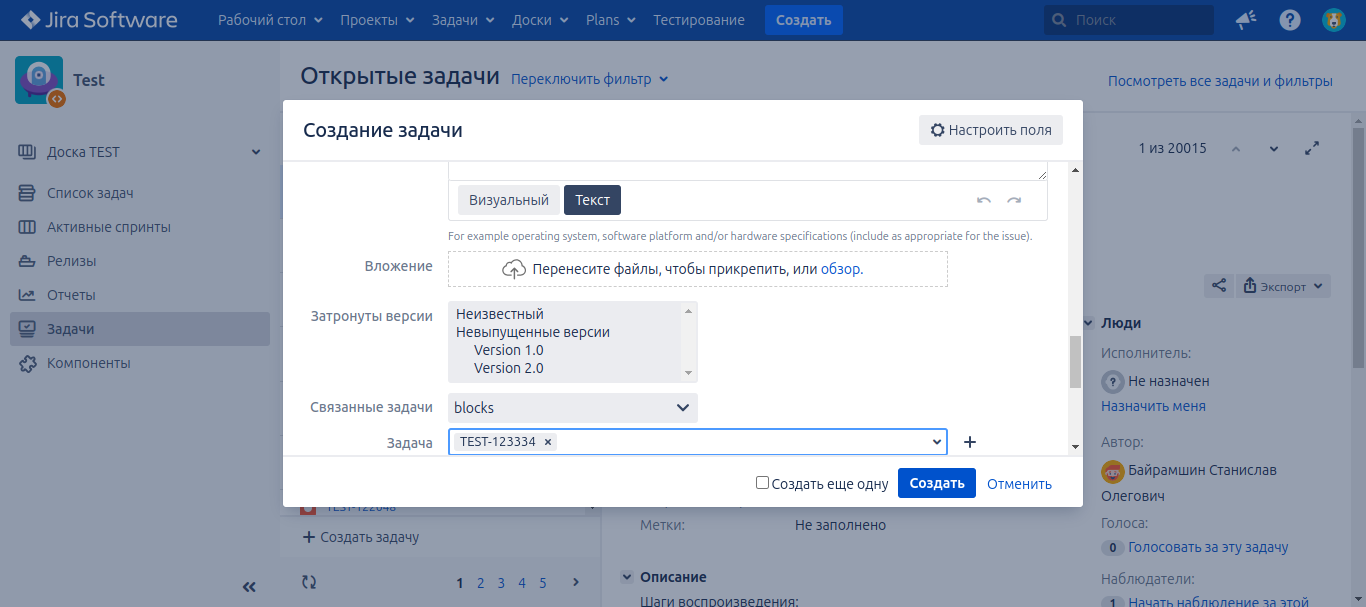 Jira Software
Рабочий стол Проекты Задачи Доски Plans Тестирование Создать Поиск
Test
Открытые задачи Переключить фильтр Посмотреть все задачи и фильтры
Доска TEST
Список задач
Активные спринты
Релизы
Отчеты
Задачи
Компоненты
Создание задачи Настроить поля
Визуальный Текст
For example operating system, software platform and/or hardware specifications (include as appropriate for the issue).
Вложение Перенесите файлы, чтобы прикрепить, или обзор.
Затронуты версии Неизвестный
Невыпущенные версии
Version 1.0
Version 2.0
Связанные задачи blocks
Задача TEST-123334 ×
Создать еще одну Создать Отменить
1 из 20015
Экспорт
Люди
Исполнитель:
Не назначен
Назначить меня
Автор:
Байрамшин Станислав
Олегович
Голоса:
0 Голосовать за эту задачу
Наблюдатели:
1 Начать наблюдение за этой
TEST-122048
Создать задачу
1 2 3 4 5
Метки: Не заполнено
Описание
Шаги воспроизведения: